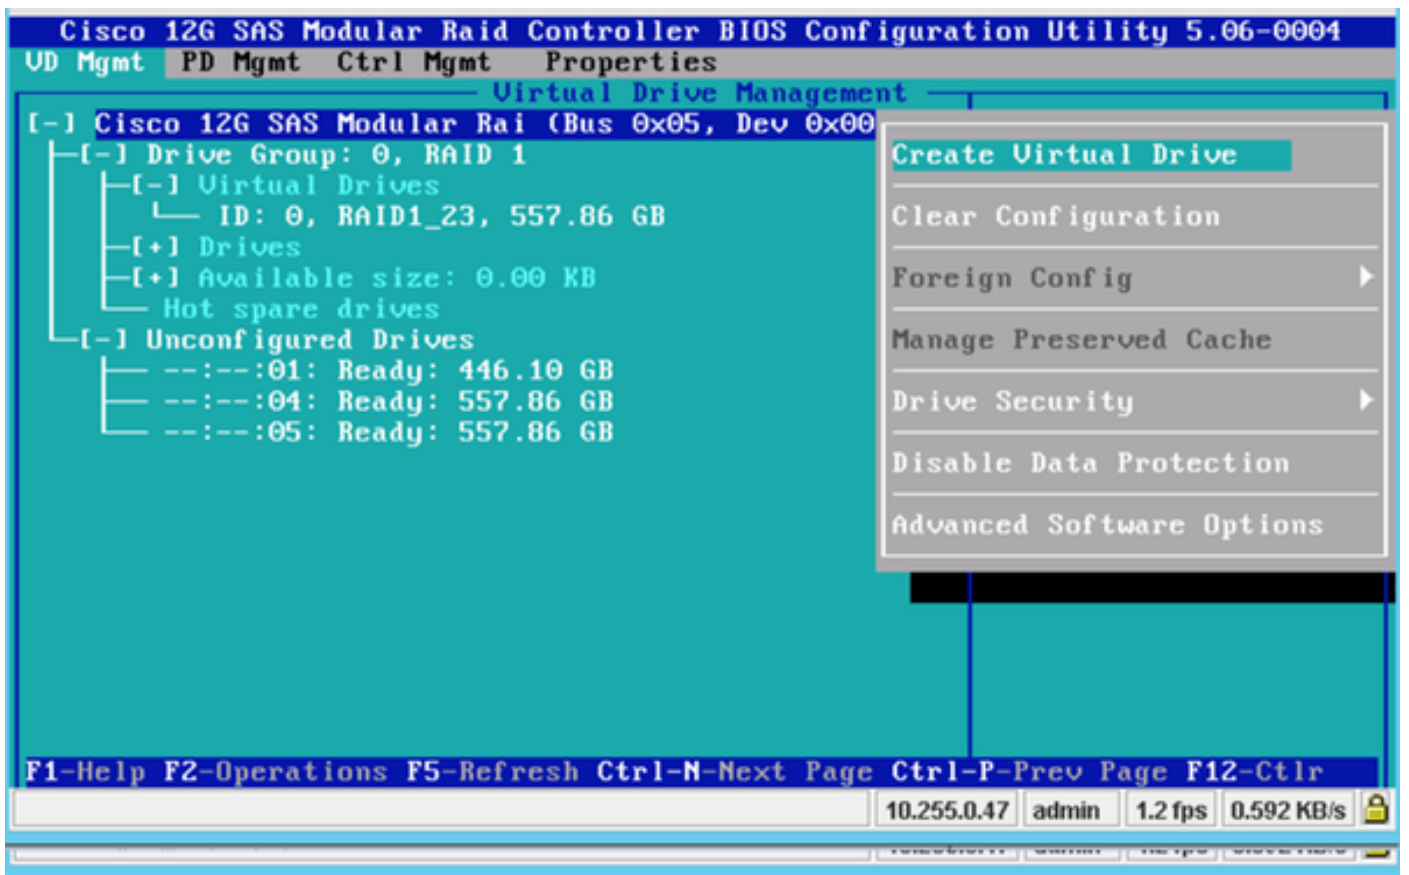 Cisco 12G SAS Modular Raid Controller BIOS Configuration Utility 5.06-0004
VD Mgmt PD Mgmt Ctrl Mgmt Properties
Virtual Drive Management
[-] Cisco 12G SAS Modular Rai (Bus 0x05, Dev 0x00
[-] Drive Group: 0, RAID 1
[-] Virtual Drives
ID: 0, RAID1_23, 557.86 GB
[+] Drives
[+] Available size: 0.00 KB
Hot spare drives
[-] Unconfigured Drives
--:--:01: Ready: 446.10 GB
--:--:04: Ready: 557.86 GB
--:--:05: Ready: 557.86 GB
Create Virtual Drive
Clear Configuration
Foreign Config
Manage Preserved Cache
Drive Security
Disable Data Protection
Advanced Software Options
F1-Help F2-Operations F5-Refresh Ctrl-N-Next Page Ctrl-P-Prev Page F12-Ctlr
10.255.0.47 admin 1.2 fps 0.592 KB/s